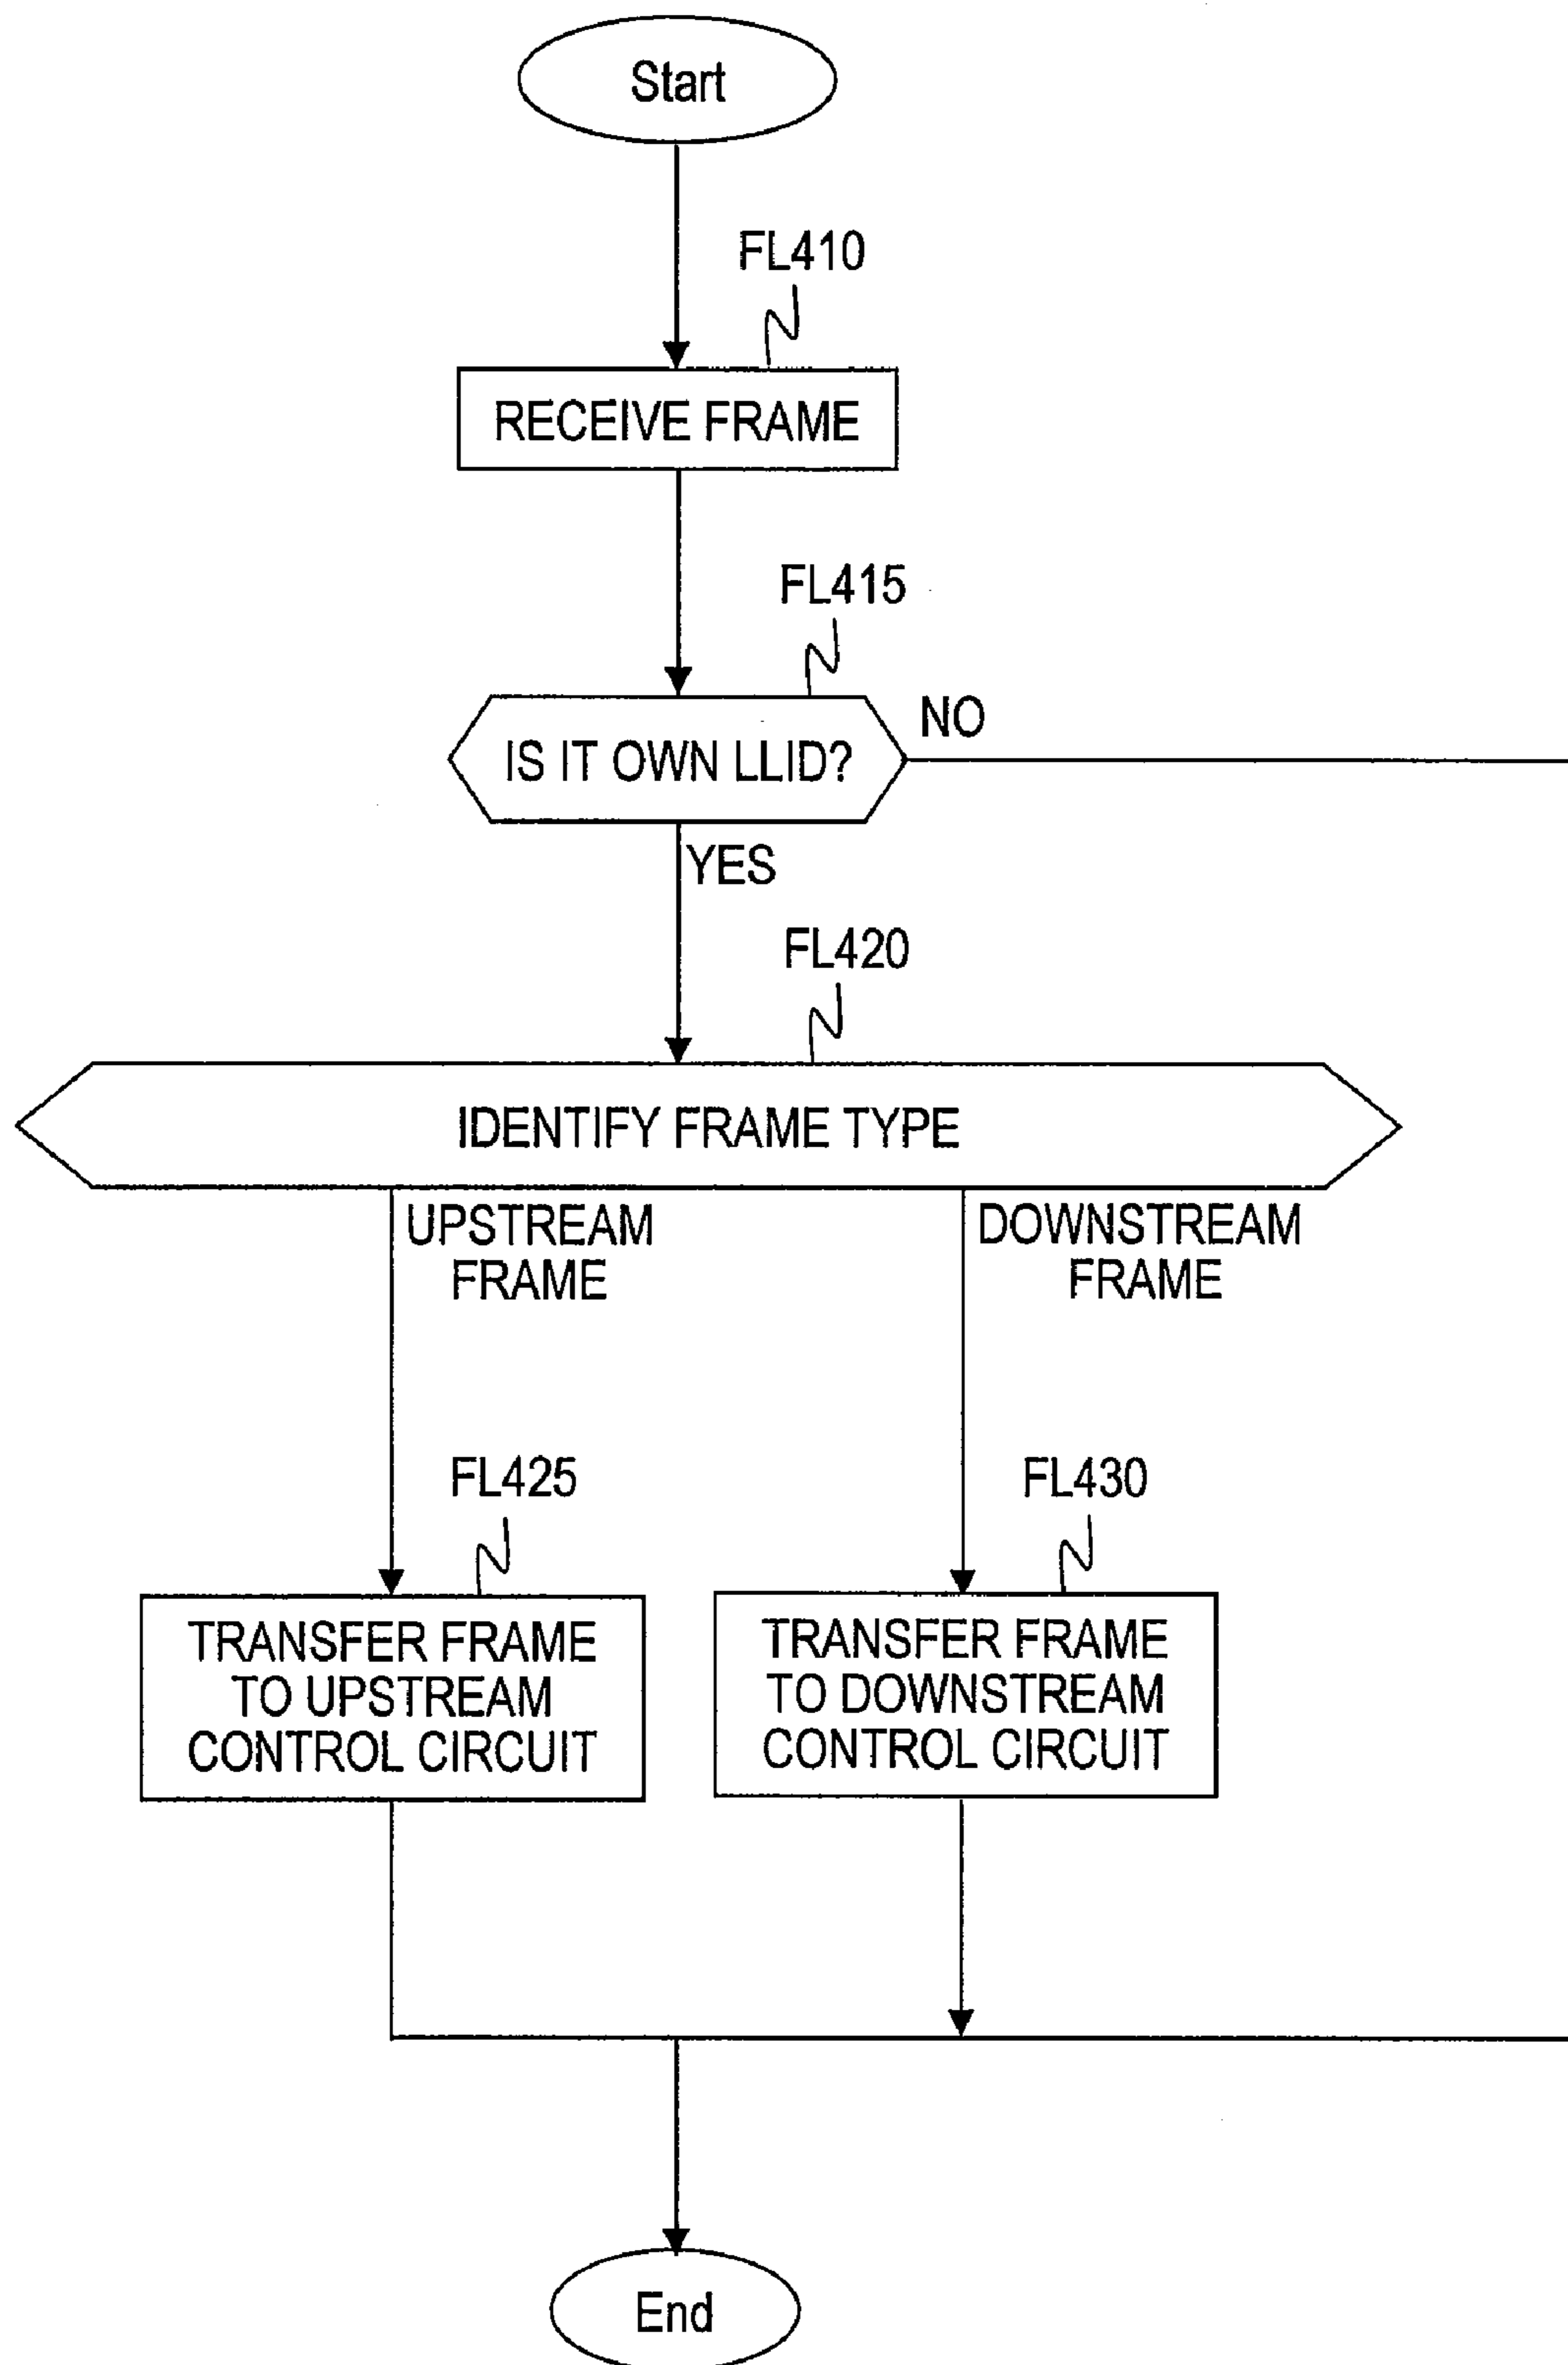 Start
FL410
RECEIVE FRAME
FL415
IS IT OWN LLID?
NO
YES
FL420
IDENTIFY FRAME TYPE
UPSTREAM
FRAME
DOWNSTREAM
FRAME
FL425
FL430
TRANSFER FRAME
TO UPSTREAM
CONTROL CIRCUIT
TRANSFER FRAME
TO DOWNSTREAM
CONTROL CIRCUIT
End